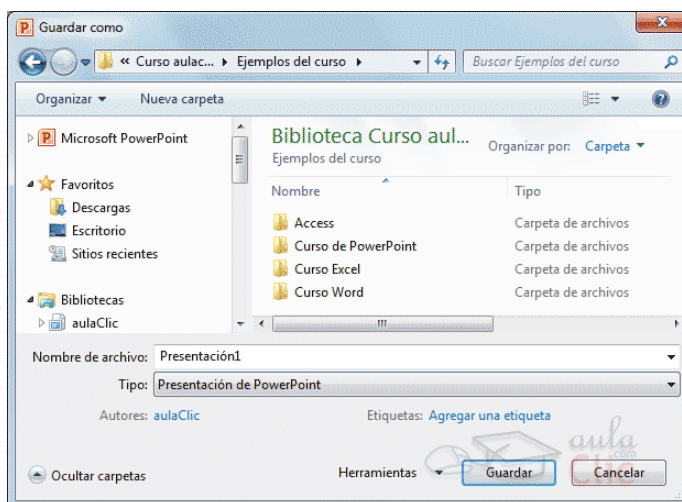 Guardar como
« Curso aulac... Ejemplos del curso Buscar Ejemplos del curso
Organizar Nueva carpeta
Microsoft PowerPoint
Favoritos
Descargas
Escritorio
Sitios recientes
Bibliotecas
aulaClic
Biblioteca Curso aul...
Ejemplos del curso
Organizar por: Carpeta
Nombre Tipo
Access Carpeta de archivos
Curso de PowerPoint Carpeta de archivos
Curso Excel Carpeta de archivos
Curso Word Carpeta de archivos
Nombre de archivo: Presentación1
Tipo: Presentación de PowerPoint
Autores: aulaClic Etiquetas: Agregar una etiqueta
aula
.com
Clic
Ocultar carpetas Herramientas Guardar Cancelar